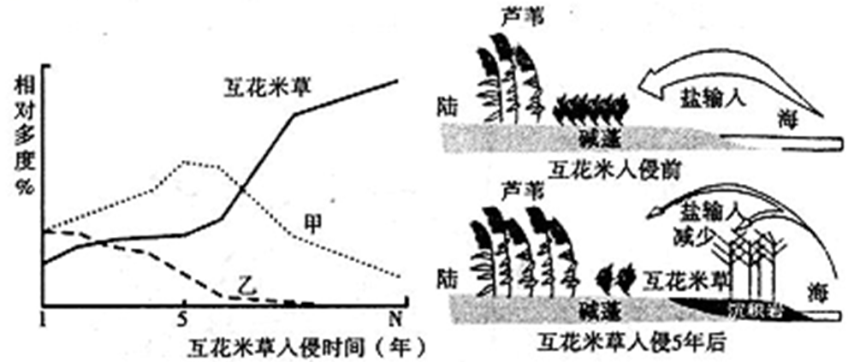 相对多度%
互花米草
甲
乙
1 5 N
互花米草入侵时间（年）
芦苇
陆
盐输入
海
碱蓬
互花米入侵前
芦苇
盐输入
减少
陆
互花米草
海
碱蓬
沉积岩
互花米草入侵5年后